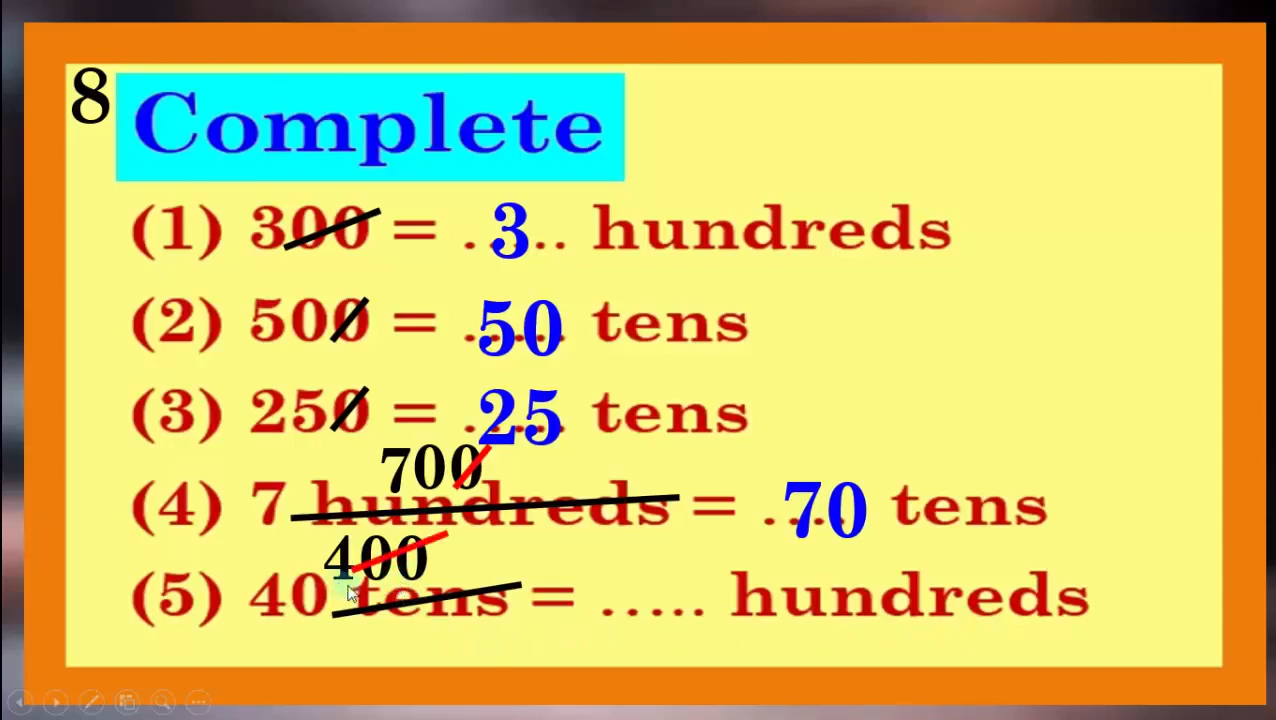 8 Complete
(1) 300 = 3 hundreds
(2) 500 = 50 tens
(3) 250 = 25 tens
700
(4) 7 hundreds = 70 tens
400
(5) 40 tens = ..... hundreds